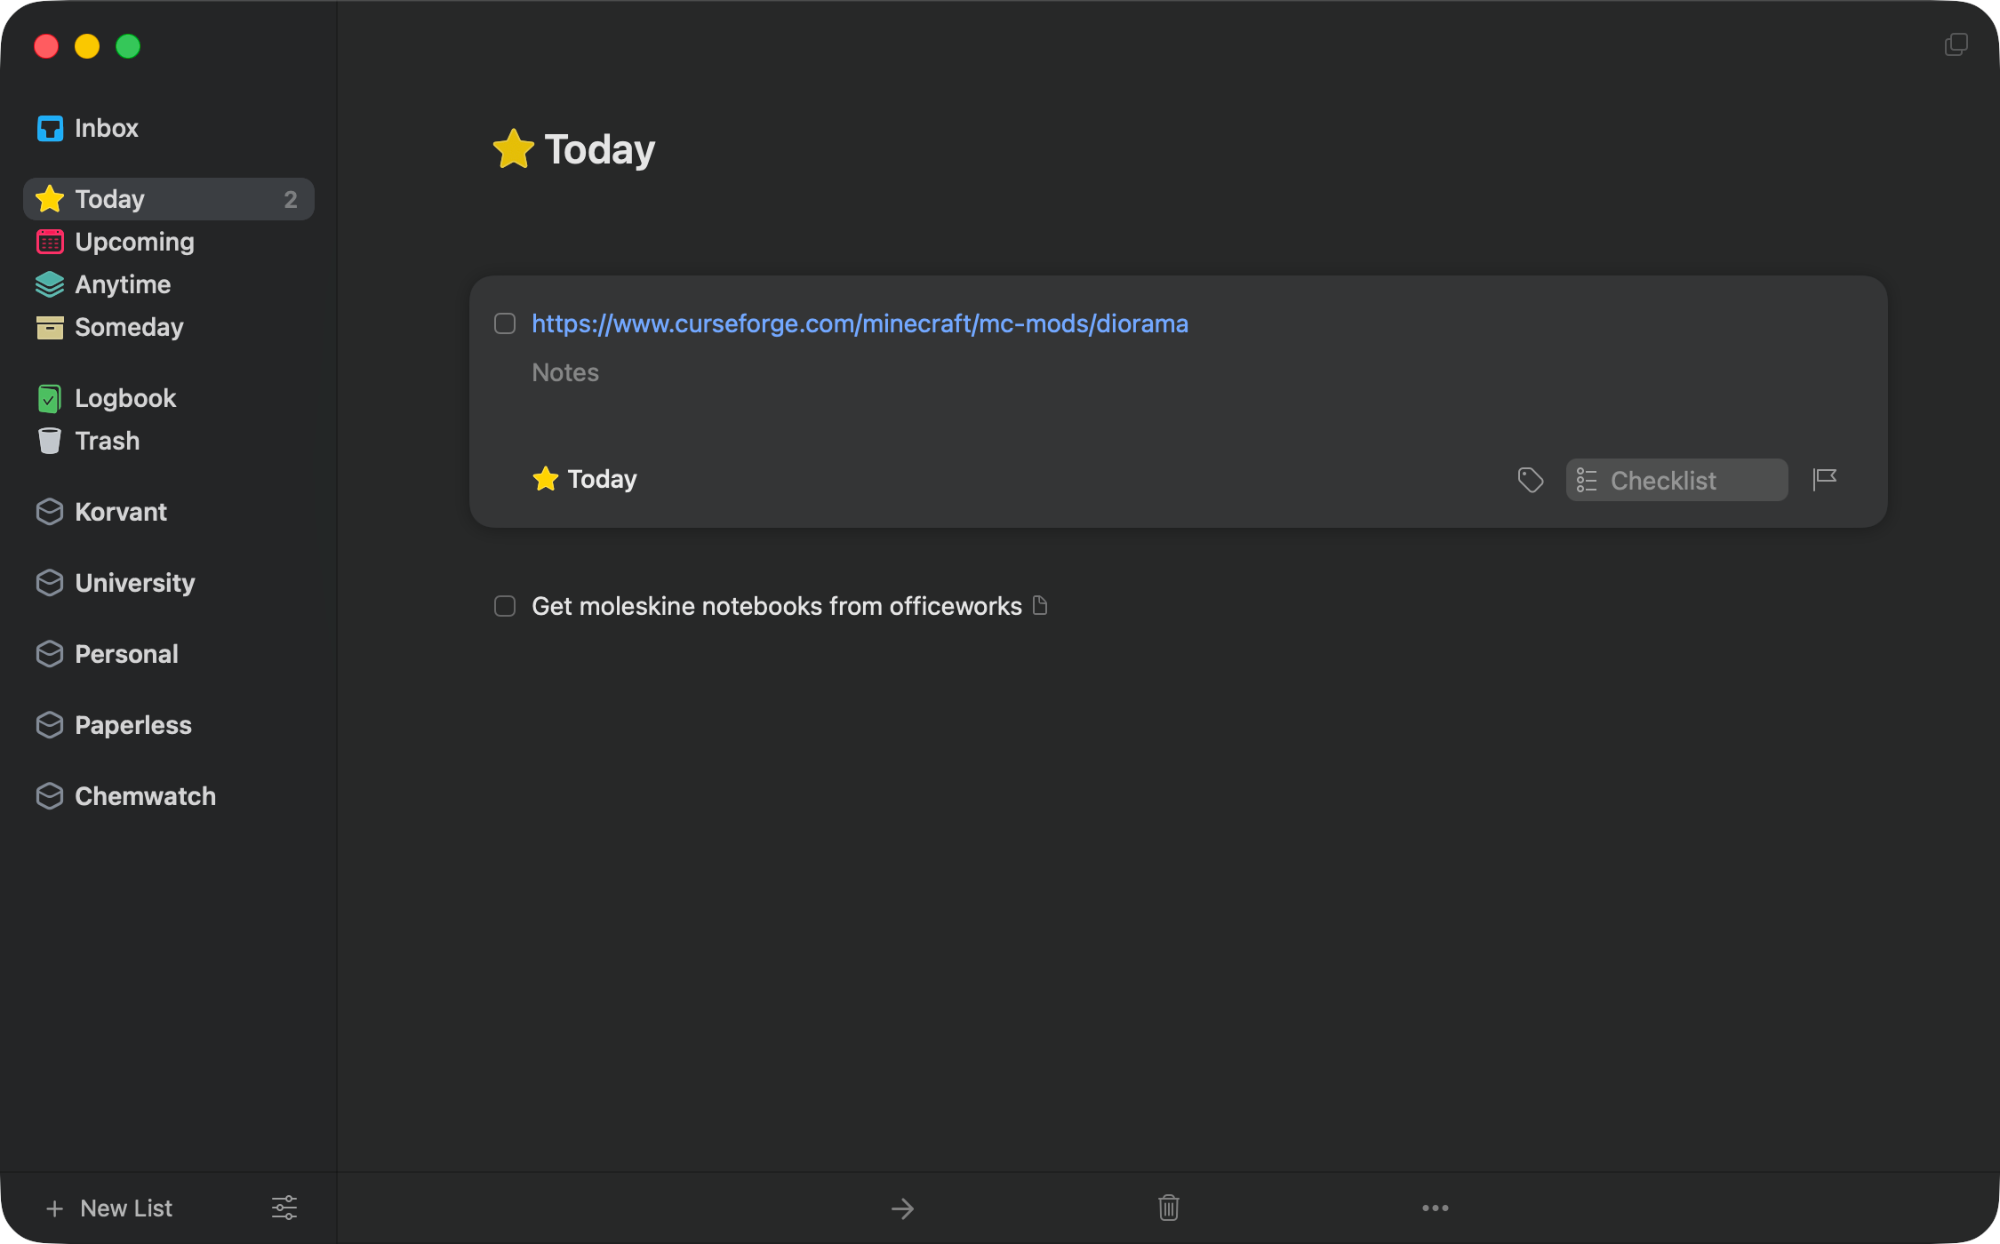 Inbox
Today 2
Upcoming
Anytime
Someday
Logbook
Trash
Korvant
University
Personal
Paperless
Chemwatch
New List
Today
https://www.curseforge.com/minecraft/mc-mods/diorama
Notes
Today
Checklist
Get moleskine notebooks from officeworks